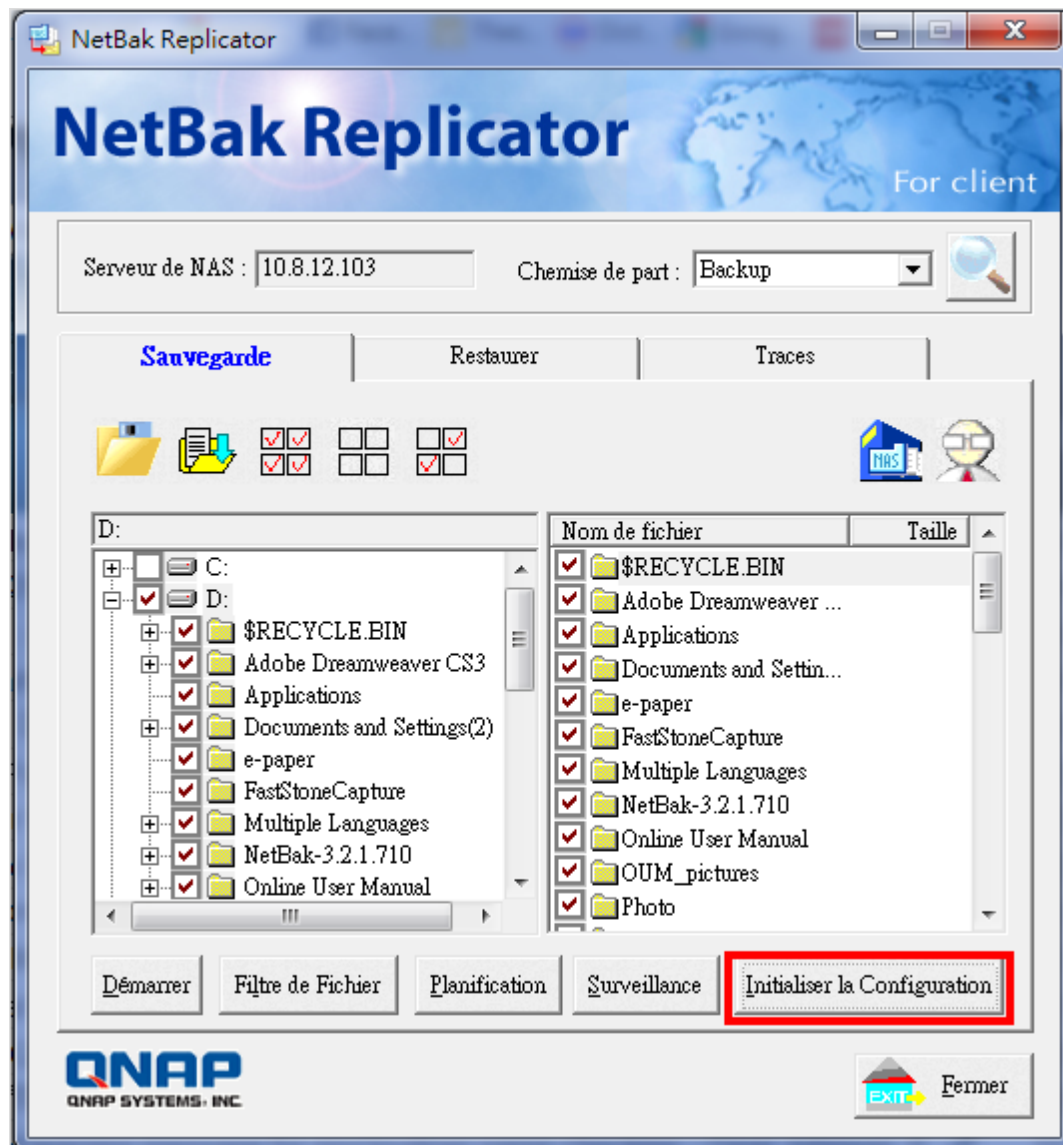 NetBak Replicator
NetBak Replicator
For client
Serveur de NAS : 10.8.12.103
Chemise de part : Backup
Sauvegarde
Restaurer
Traces
NAS
D:
C:
D:
$RECYCLE.BIN
Adobe Dreamweaver CS3
Applications
Documents and Settings(2)
e-paper
FastStoneCapture
Multiple Languages
NetBak-3.2.1.710
Online User Manual
Nom de fichier Taille
$RECYCLE.BIN
Adobe Dreamweaver ...
Applications
Documents and Settin...
e-paper
FastStoneCapture
Multiple Languages
NetBak-3.2.1.710
Online User Manual
OUM_pictures
Photo
Démarrer
Filtre de Fichier
Planification
Surveillance
Initialiser la Configuration
QNAP
QNAP SYSTEMS, INC.
EXIT
Fermer